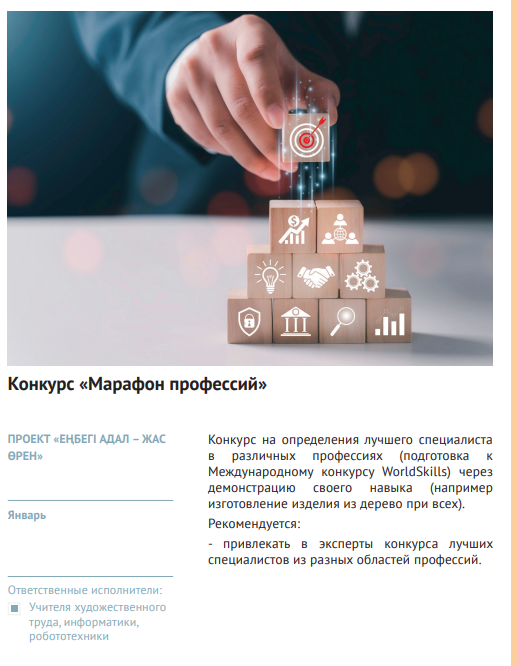 Конкурс «Марафон профессий»
ПРОЕКТ «ЕҢБЕГІ АДАЛ – ЖАС
ӨРЕН»
Январь
Ответственные исполнители:
Учителя художественного
труда, информатики,
робототехники
Конкурс на определения лучшего специалиста
в различных профессиях (подготовка к
Международному конкурсу WorldSkills) через
демонстрацию своего навыка (например
изготовление изделия из дерево при всех).
Рекомендуется:
- привлекать в эксперты конкурса лучших
специалистов из разных областей профессий.